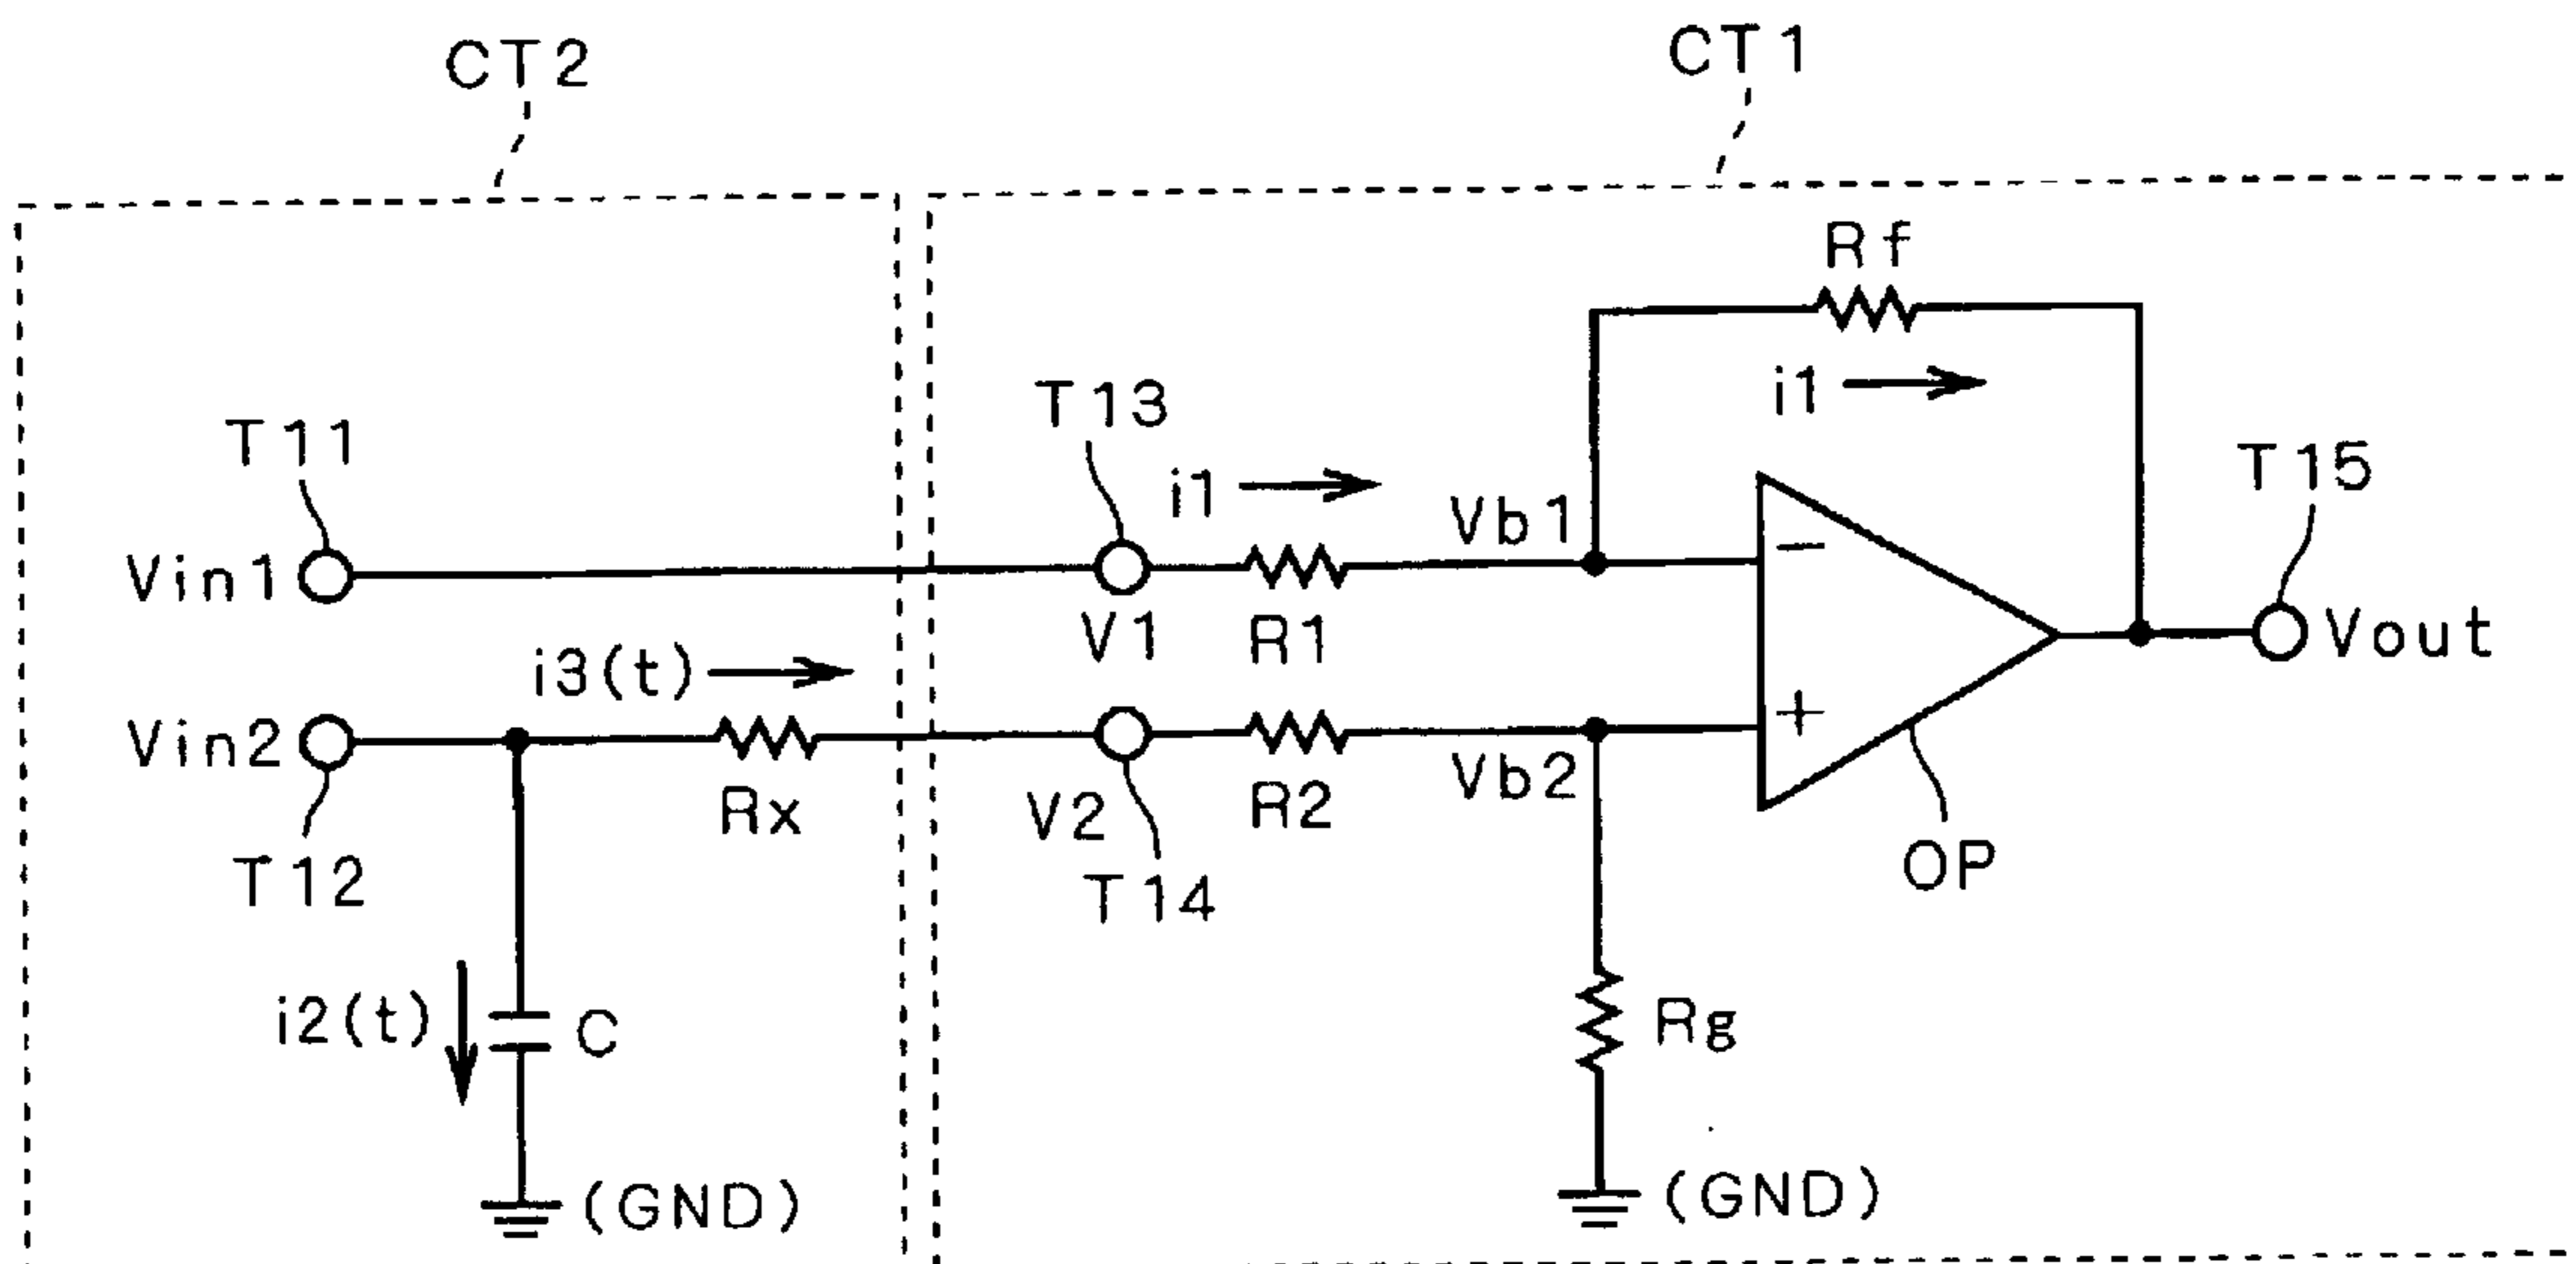 CT2
CT1
Rf
i1
T13
T11
T15
i1
Vb1
Vin1
V1
R1
Vout
i3(t)
Vin2
Rx
V2
R2
Vb2
T12
T14
OP
−
+
i2(t)
C
Rg
(GND)
(GND)